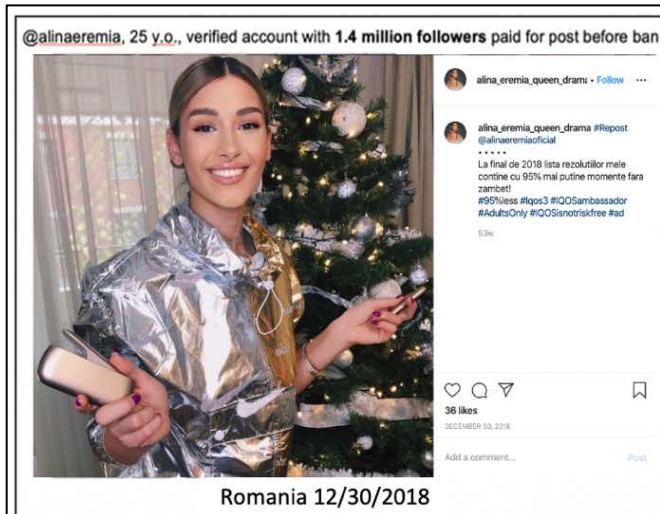 @alinaeremia, 25 y.o., verified account with 1.4 million followers paid for post before ban
alina_eremia_queen_drama • Follow ...
alina_eremia_queen_drama #Repost
@alinaeremiaoficial
• • • • •
La final de 2018 lista rezolutiilor mele
contine cu 95% mai putine momente fara
zambet!
#95%less #Iqos3 #IQOSambassador
#AdultsOnly #IQOSisnotriskfree #ad
53w
36 likes
DECEMBER 30, 2018
Add a comment...
Post
Romania 12/30/2018